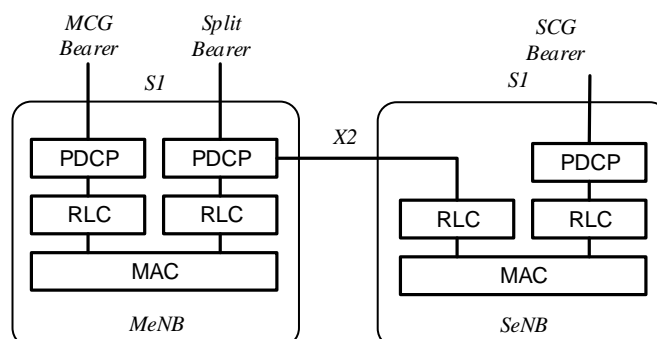 MCG
Bearer
Split
Bearer
SCG
Bearer
S1
S1
PDCP
PDCP
X2
PDCP
RLC
RLC
RLC
RLC
MAC
MAC
MeNB
SeNB